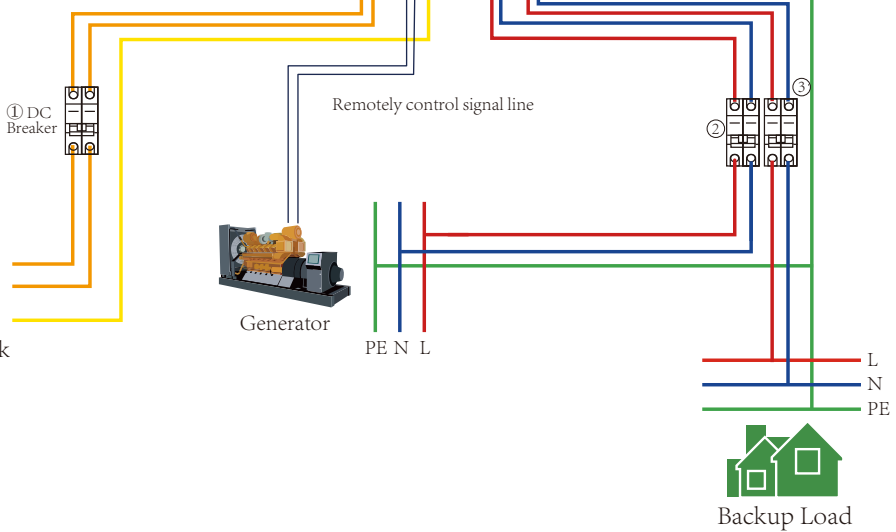 ③
① DC
Breaker
Remotely control signal line
②
Generator
PE N L
k
L
N
PE
Backup Load